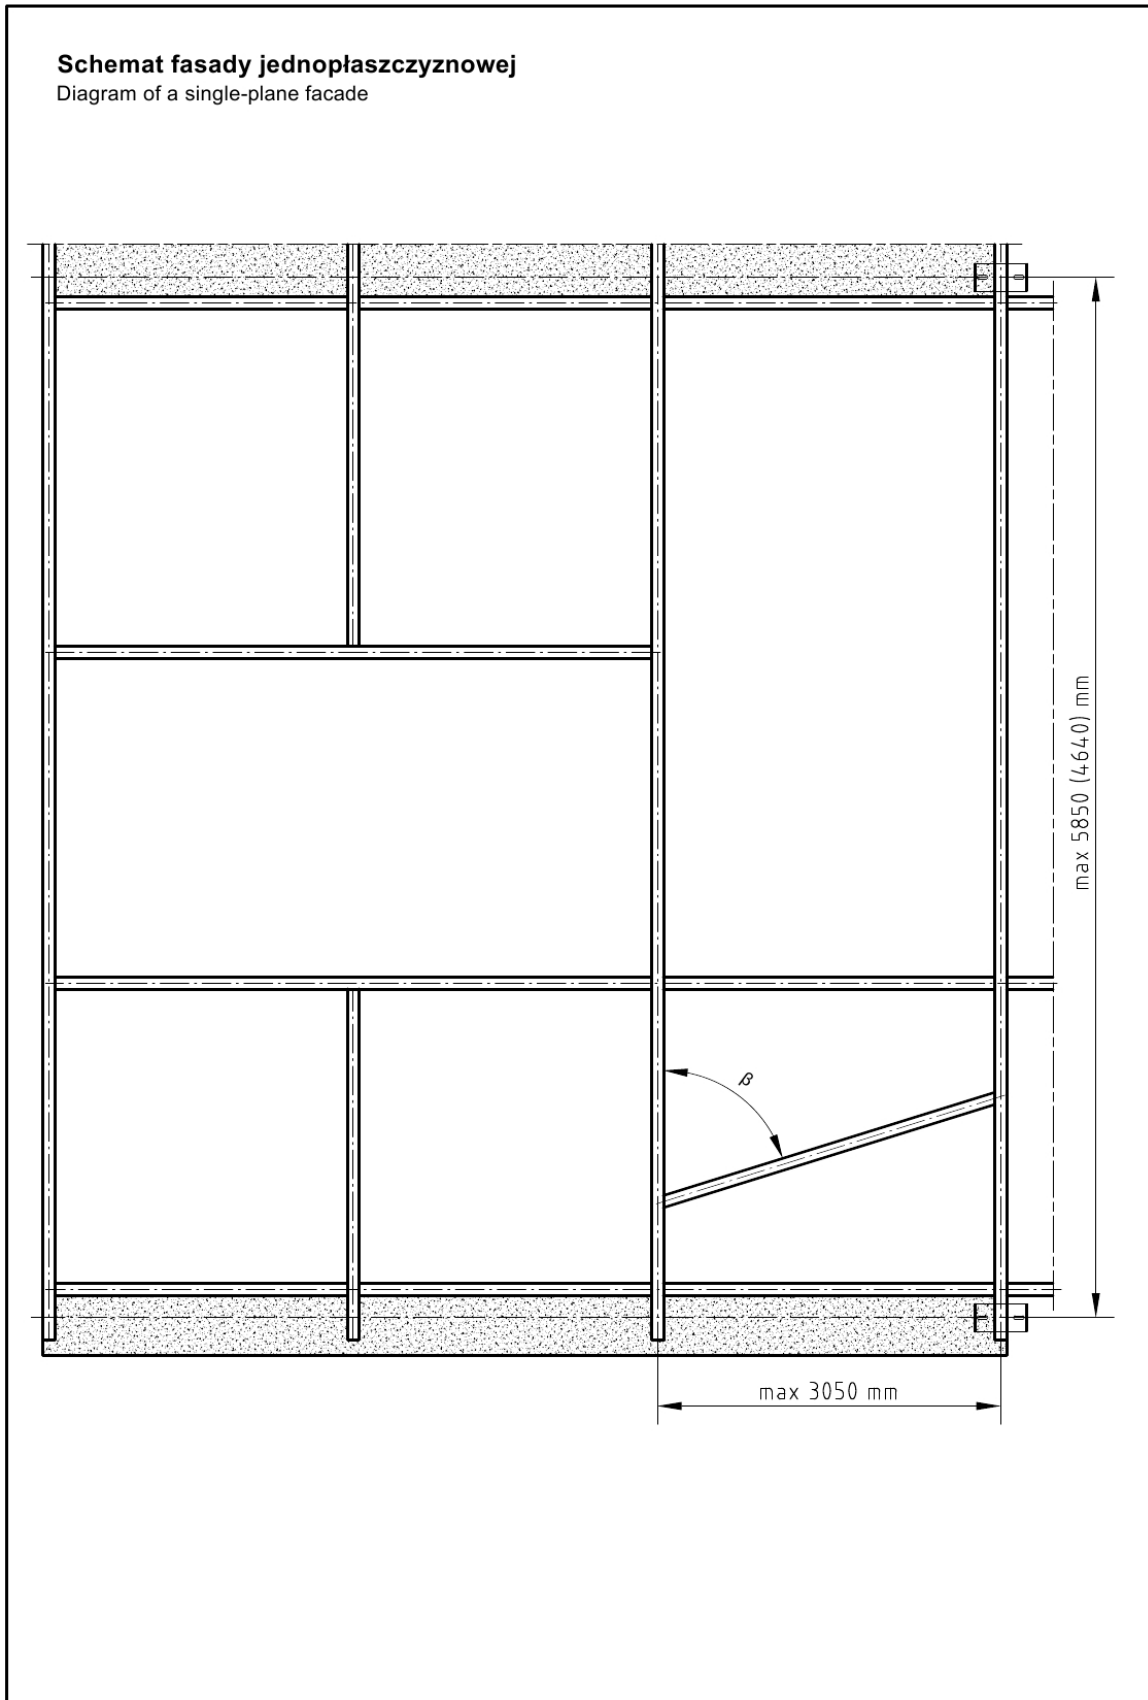 Schemat fasady jednopłaszczyznowej
Diagram of a single-plane facade
max 5850 (4640) mm
β
max 3050 mm